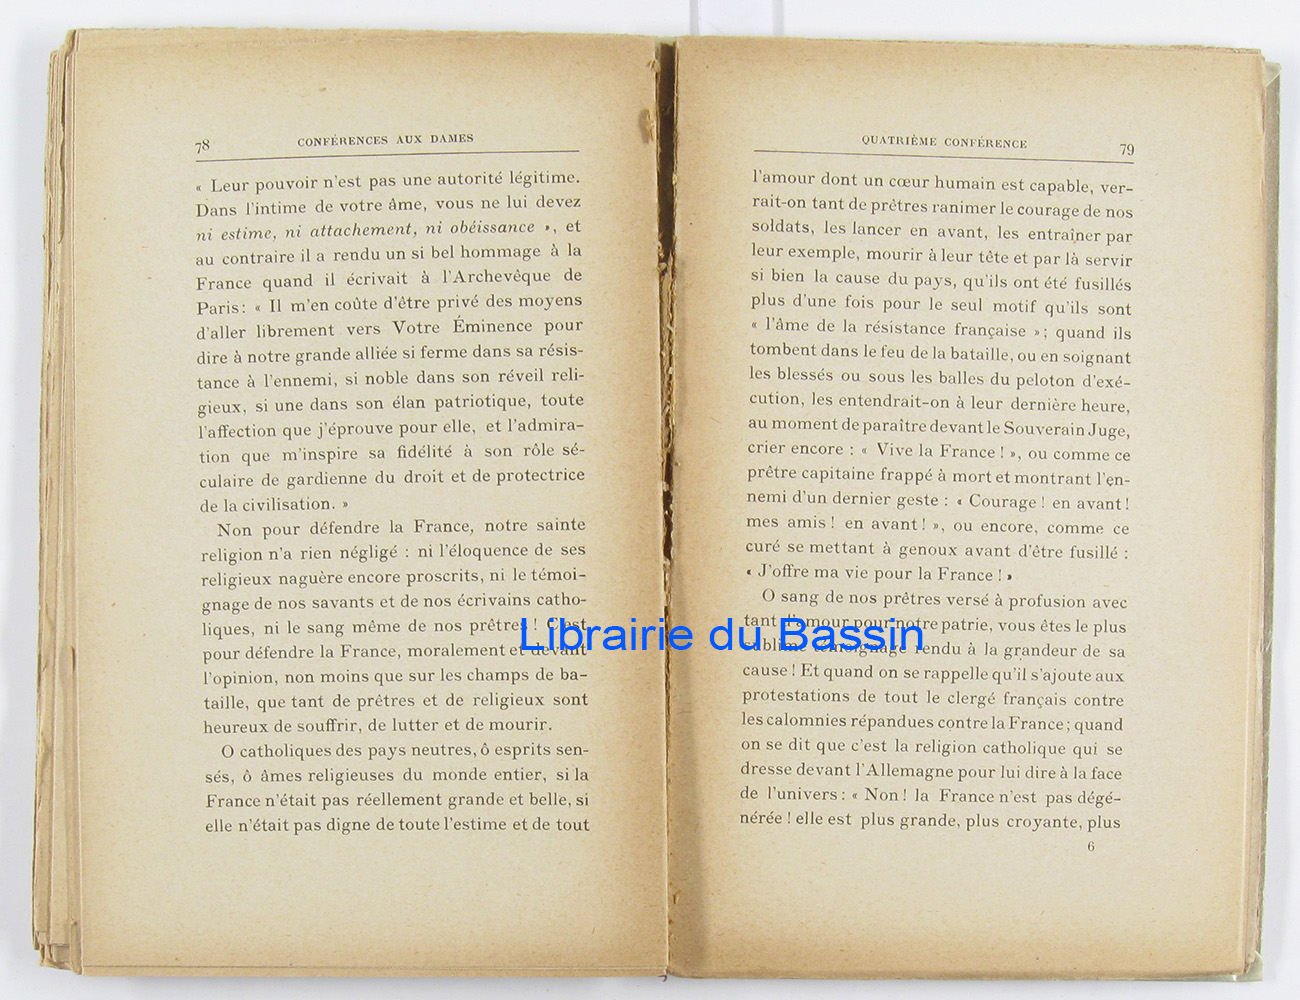 78 CONFÉRENCES AUX DAMES
« Leur pouvoir n'est pas une autorité légitime.
Dans l'intime de votre âme, vous ne lui devez
ni estime, ni attachement, ni obéissance », et
au contraire il a rendu un si bel hommage à la
France quand il écrivait à l'Archevêque de
Paris: « Il m'en coûte d'être privé des moyens
d'aller librement vers Votre Éminence pour
dire à notre grande alliée si ferme dans sa résis-
tance à l'ennemi, si noble dans son réveil reli-
gieux, si une dans son élan patriotique, toute
l'affection que j'éprouve pour elle, et l'admira-
tion que m'inspire sa fidélité à son rôle sé-
culaire de gardienne du droit et de protectrice
de la civilisation. »
Non pour défendre la France, notre sainte
religion n'a rien négligé : ni l'éloquence de ses
religieux naguère encore proscrits, ni le témoi-
gnage de nos savants et de nos écrivains catho-
liques, ni le sang même de nos prêtres! C'est
pour défendre la France, moralement et devant
l'opinion, non moins que sur les champs de ba-
taille, que tant de prêtres et de religieux sont
heureux de souffrir, de lutter et de mourir.
O catholiques des pays neutres, ô esprits sen-
sés, ô âmes religieuses du monde entier, si la
France n'était pas réellement grande et belle, si
elle n'était pas digne de toute l'estime et de tout
QUATRIÈME CONFÉRENCE 79
l'amour dont un cœur humain est capable, ver-
rait-on tant de prêtres ranimer le courage de nos
soldats, les lancer en avant, les entraîner par
leur exemple, mourir à leur tête et par là servir
si bien la cause du pays, qu'ils ont été fusillés
plus d'une fois pour le seul motif qu'ils sont
« l'âme de la résistance française »; quand ils
tombent dans le feu de la bataille, ou en soignant
les blessés ou sous les balles du peloton d'exé-
cution, les entendrait-on à leur dernière heure,
au moment de paraître devant le Souverain Juge,
crier encore : « Vive la France ! », ou comme ce
prêtre capitaine frappé à mort et montrant l'en-
nemi d'un dernier geste : « Courage ! en avant !
mes amis ! en avant ! », ou encore, comme ce
curé se mettant à genoux avant d'être fusillé :
« J'offre ma vie pour la France ! »
O sang de nos prêtres versé à profusion avec
tant d'amour pour notre patrie, vous êtes le plus
sublime témoignage rendu à la grandeur de sa
cause ! Et quand on se rappelle qu'il s'ajoute aux
protestations de tout le clergé français contre
les calomnies répandues contre la France; quand
on se dit que c'est la religion catholique qui se
dresse devant l'Allemagne pour lui dire à la face
de l'univers: « Non ! la France n'est pas dégé-
nérée ! elle est plus grande, plus croyante, plus
6
Librairie du Bassin